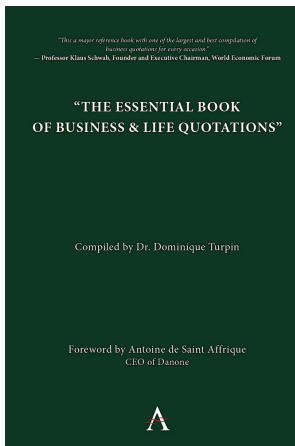 "This a major reference book with one of the largest and best compilation of
business quotations for every occasion."
— Professor Klaus Schwab, Founder and Executive Chairman, World Economic Forum
"THE ESSENTIAL BOOK
OF BUSINESS & LIFE QUOTATIONS"
Compiled by Dr. Dominique Turpin
Foreword by Antoine de Saint Affrique
CEO of Danone
A